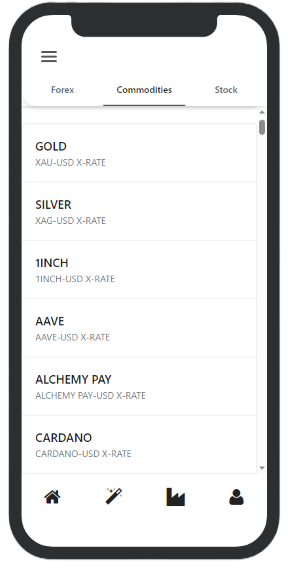 Forex Commodities Stock
GOLD
XAU-USD X-RATE
SILVER
XAG-USD X-RATE
1INCH
1INCH-USD X-RATE
AAVE
AAVE-USD X-RATE
ALCHEMY PAY
ALCHEMY PAY-USD X-RATE
CARDANO
CARDANO-USD X-RATE